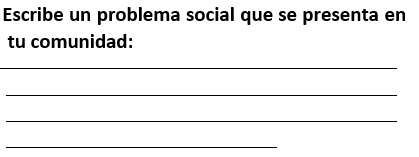 Escribe un problema social que se presenta en
tu comunidad: